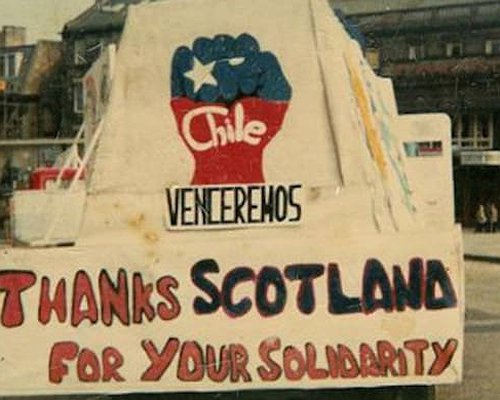 Chile
VENCEREMOS
THANKS SCOTLAND
FOR YOUR SOLIDARITY